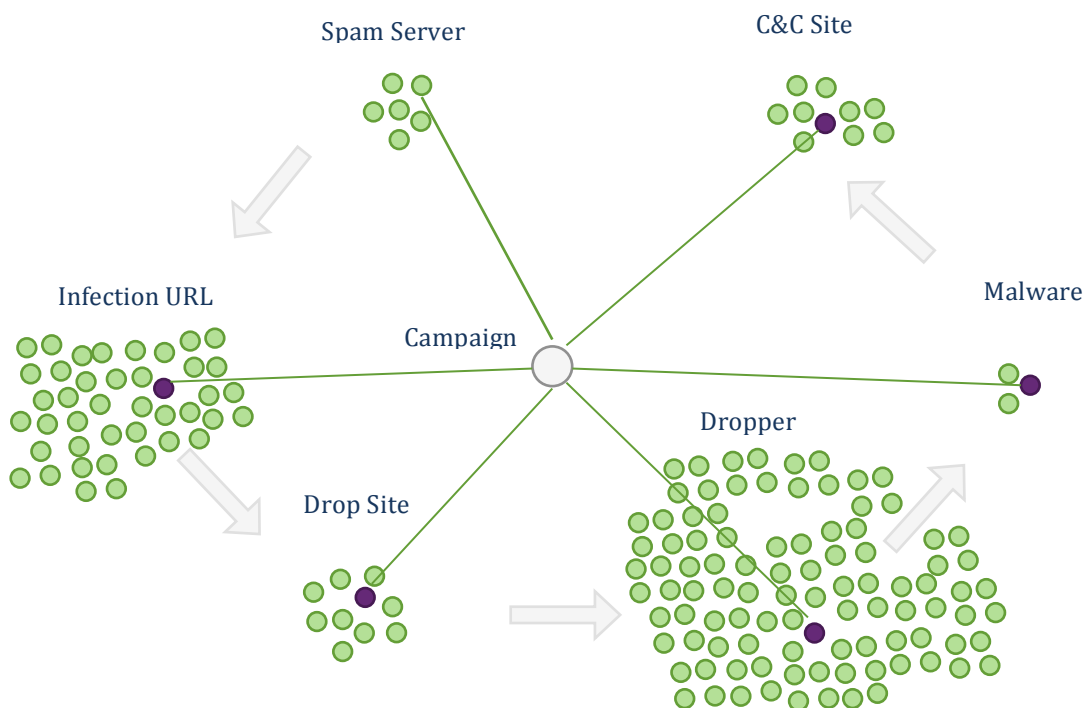 Spam Server
C&C Site
Infection URL
Malware
Campaign
Dropper
Drop Site